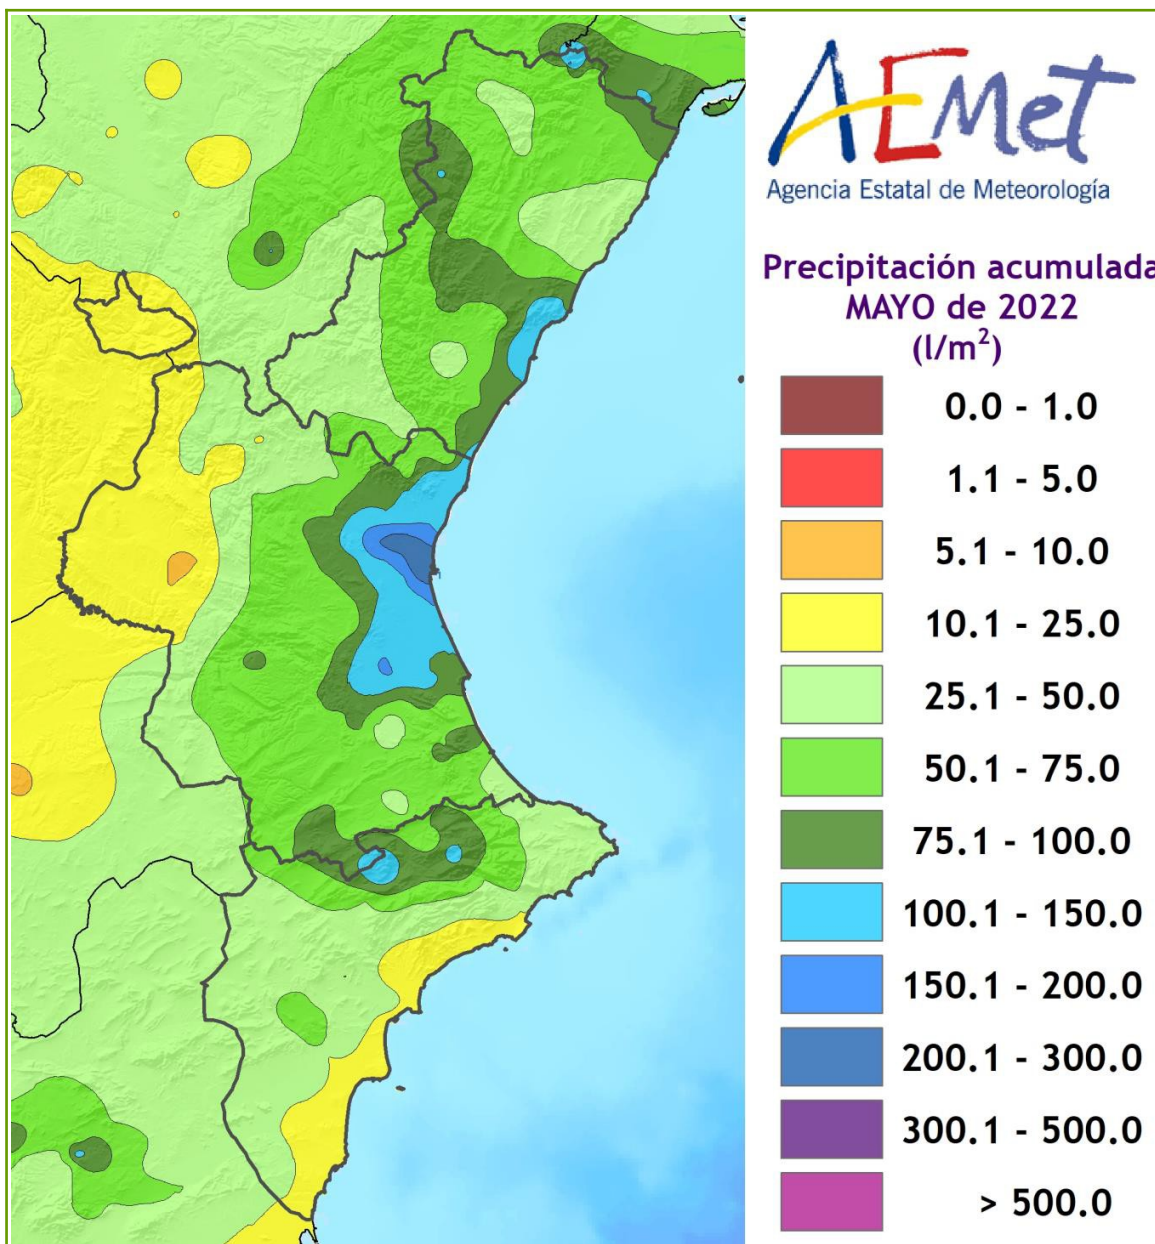 AEMet
Agencia Estatal de Meteorología
Precipitación acumulada
MAYO de 2022
(l/m²)
0.0 - 1.0
1.1 - 5.0
5.1 - 10.0
10.1 - 25.0
25.1 - 50.0
50.1 - 75.0
75.1 - 100.0
100.1 - 150.0
150.1 - 200.0
200.1 - 300.0
300.1 - 500.0
> 500.0